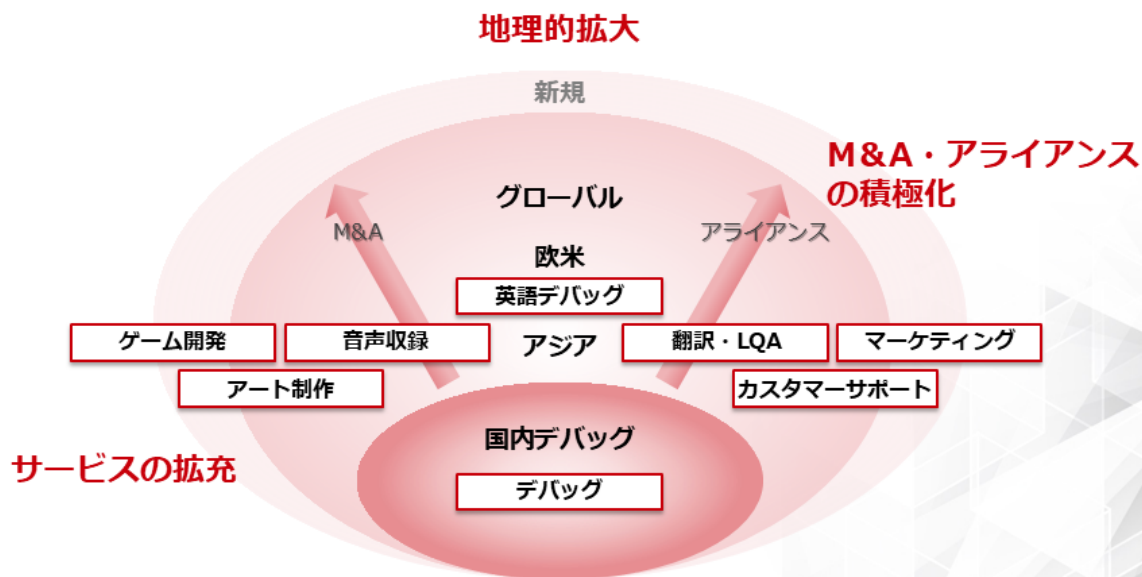 地理的拡大
新規
M&A・アライアンス
の積極化
グローバル
M&A
アライアンス
欧米
英語デバッグ
ゲーム開発
音声収録
アジア
翻訳・LQA
マーケティング
アート制作
カスタマーサポート
国内デバッグ
サービスの拡充
デバッグ